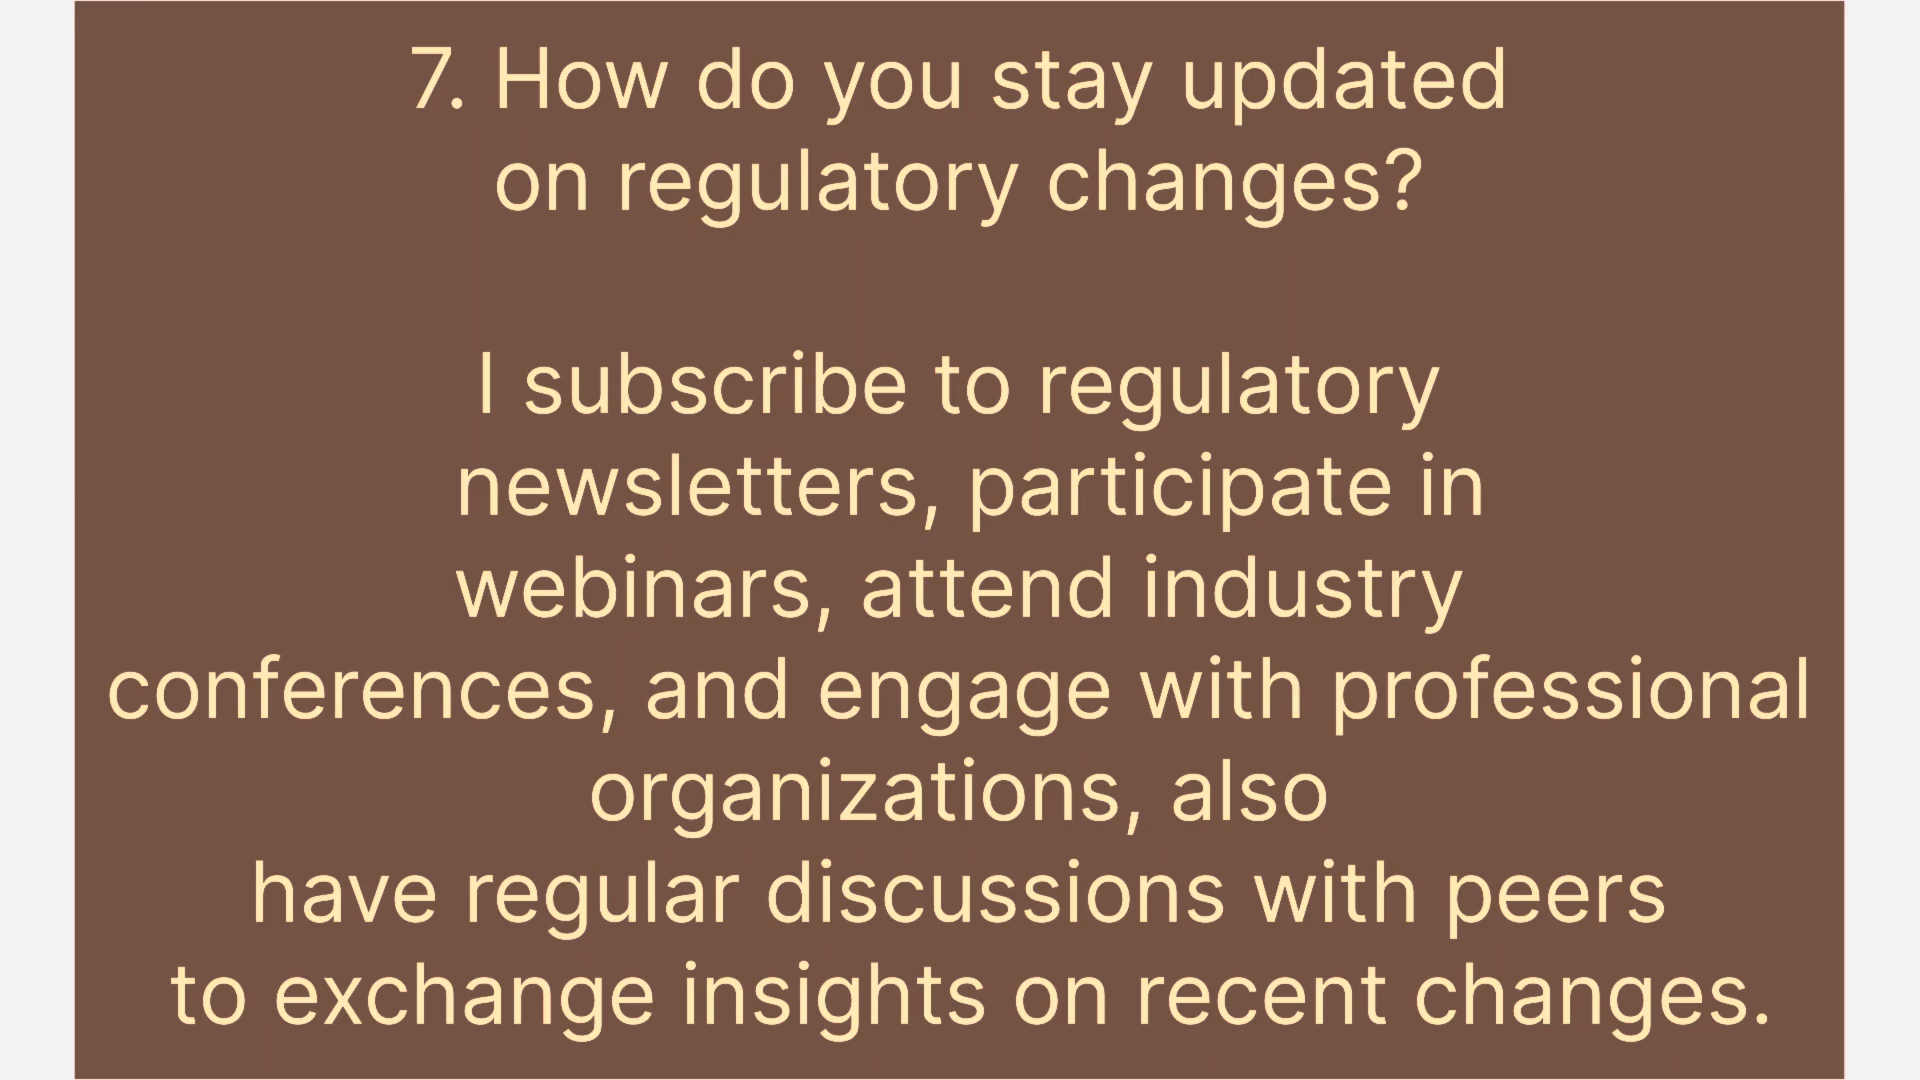 7. How do you stay updated
on regulatory changes?
I subscribe to regulatory
newsletters, participate in
webinars, attend industry
conferences, and engage with professional
organizations, also
have regular discussions with peers
to exchange insights on recent changes.